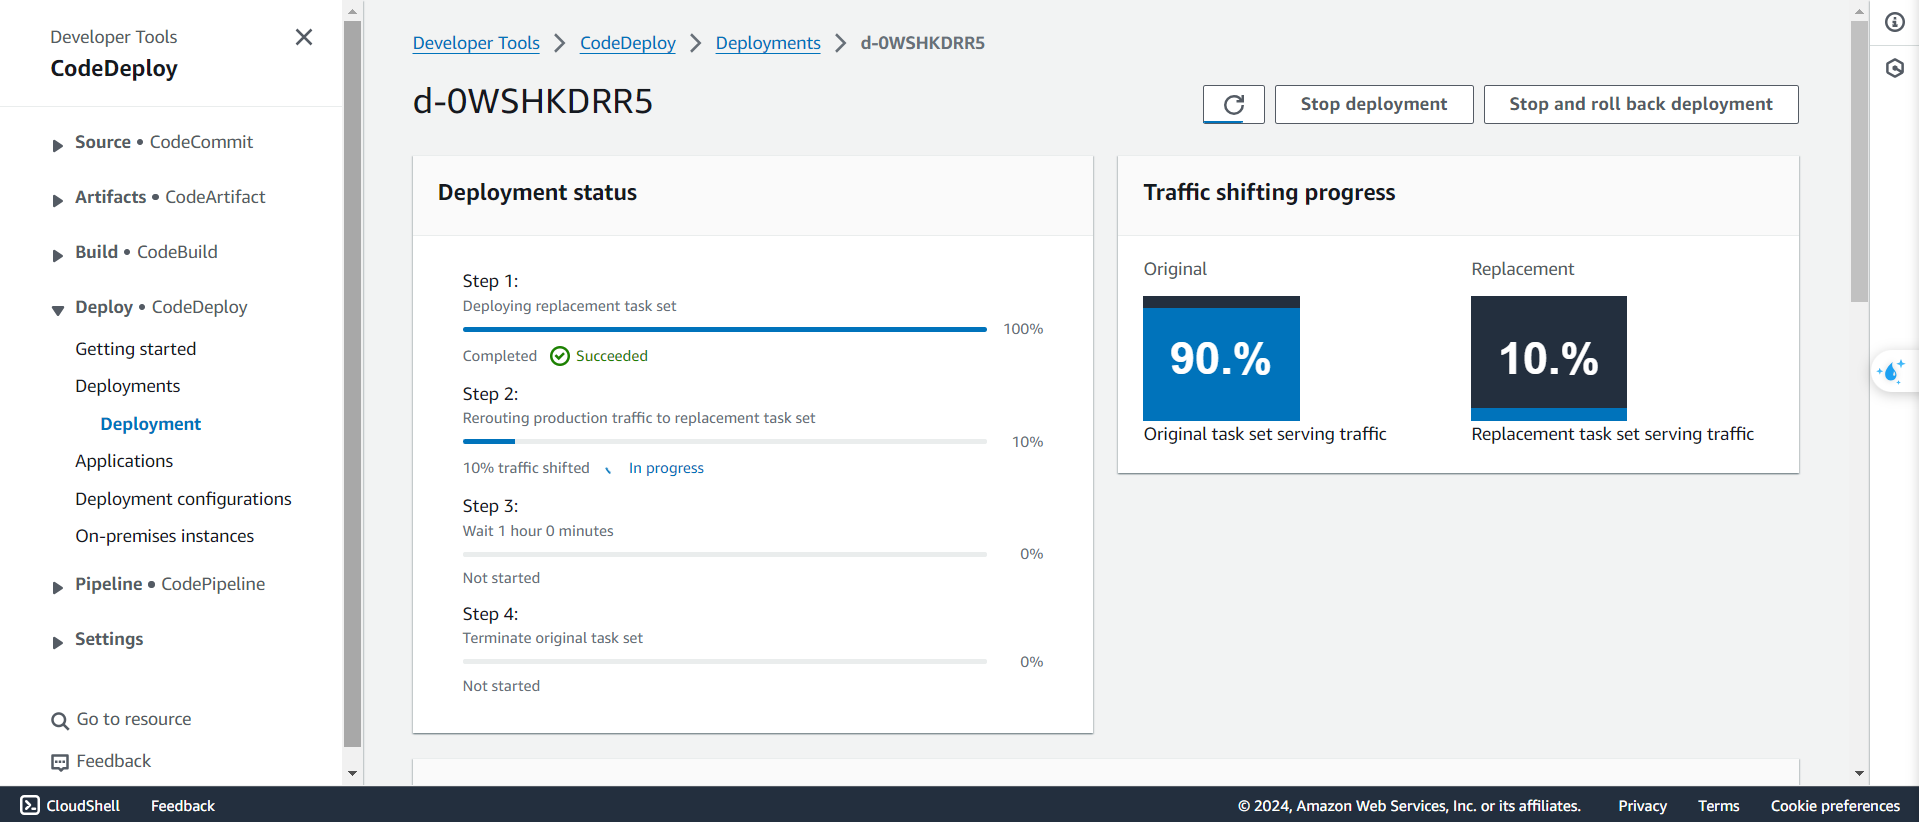 Developer Tools
CodeDeploy
Source • CodeCommit
Artifacts • CodeArtifact
Build • CodeBuild
Deploy • CodeDeploy
Getting started
Deployments
Deployment
Applications
Deployment configurations
On-premises instances
Pipeline • CodePipeline
Settings
Go to resource
Feedback
Developer Tools > CodeDeploy > Deployments > d-0WSHKDRR5
d-0WSHKDRR5
Stop deployment
Stop and roll back deployment
Deployment status
Step 1:
Deploying replacement task set
100%
Completed Succeeded
Step 2:
Rerouting production traffic to replacement task set
10%
10% traffic shifted In progress
Step 3:
Wait 1 hour 0 minutes
0%
Not started
Step 4:
Terminate original task set
0%
Not started
Traffic shifting progress
Original
90.%
Original task set serving traffic
Replacement
10.%
Replacement task set serving traffic
CloudShell Feedback © 2024, Amazon Web Services, Inc. or its affiliates. Privacy Terms Cookie preferences